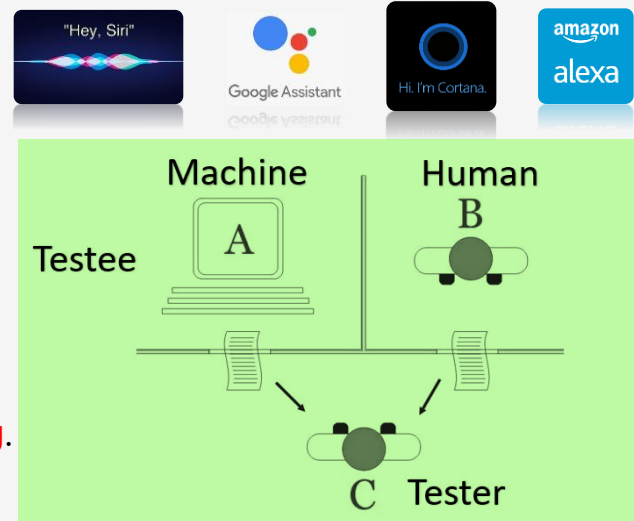 "Hey, Siri"
Google Assistant
Hi. I'm Cortana.
amazon
alexa
Machine
Human
A
B
Testee
C
Tester